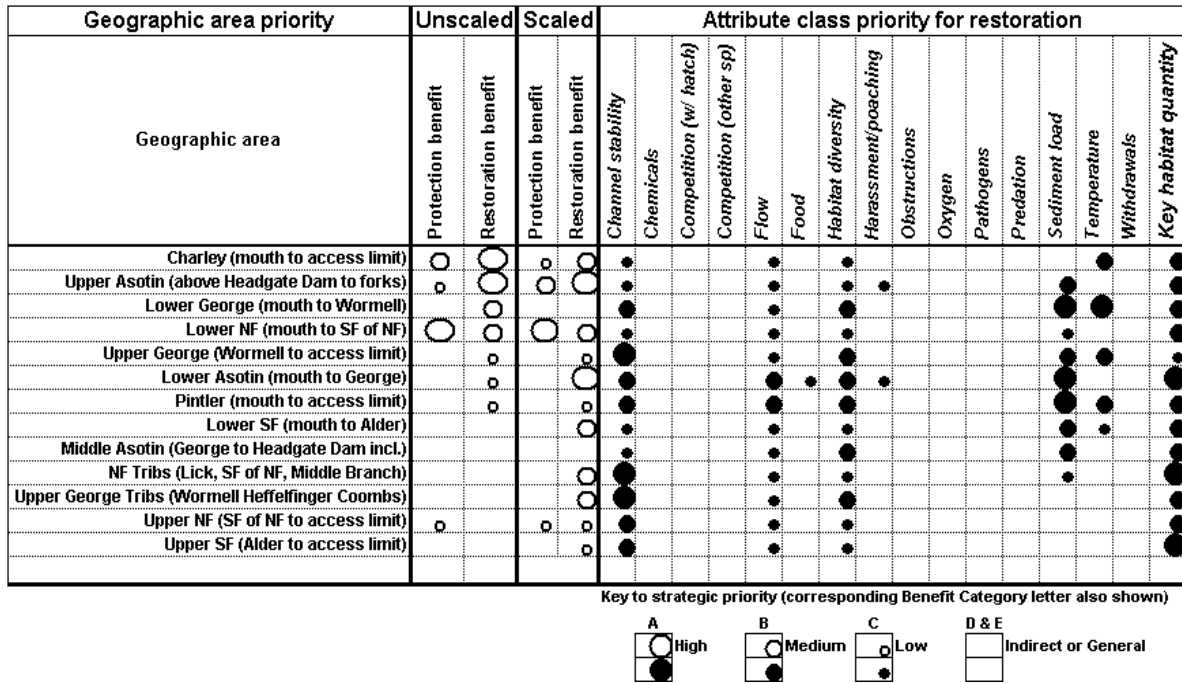 Geographic area priority Unscaled Scaled Attribute class priority for restoration
Geographic area
Protection benefit
Restoration benefit
Protection benefit
Restoration benefit
Channel stability
Chemicals
Competition (w/ hatch)
Competition (other sp)
Flow
Food
Habitat diversity
Harassment/poaching
Obstructions
Oxygen
Pathogens
Predation
Sediment load
Temperature
Withdrawals
Key habitat quantity
Charley (mouth to access limit)
Upper Asotin (above Headgate Dam to forks)
Lower George (mouth to Wormell)
Lower NF (mouth to SF of NF)
Upper George (Wormell to access limit)
Lower Asotin (mouth to George)
Pintler (mouth to access limit)
Lower SF (mouth to Alder)
Middle Asotin (George to Headgate Dam incl.)
NF Tribs (Lick, SF of NF, Middle Branch)
Upper George Tribs (Wormell Heffelfinger Coombs)
Upper NF (SF of NF to access limit)
Upper SF (Alder to access limit)
Key to strategic priority (corresponding Benefit Category letter also shown)
A B C D & E
High Medium Low Indirect or General